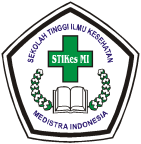 SEKOLAH TINGGI ILMU KESEHATAN
STIKes MI
MEDISTRA INDONESIA